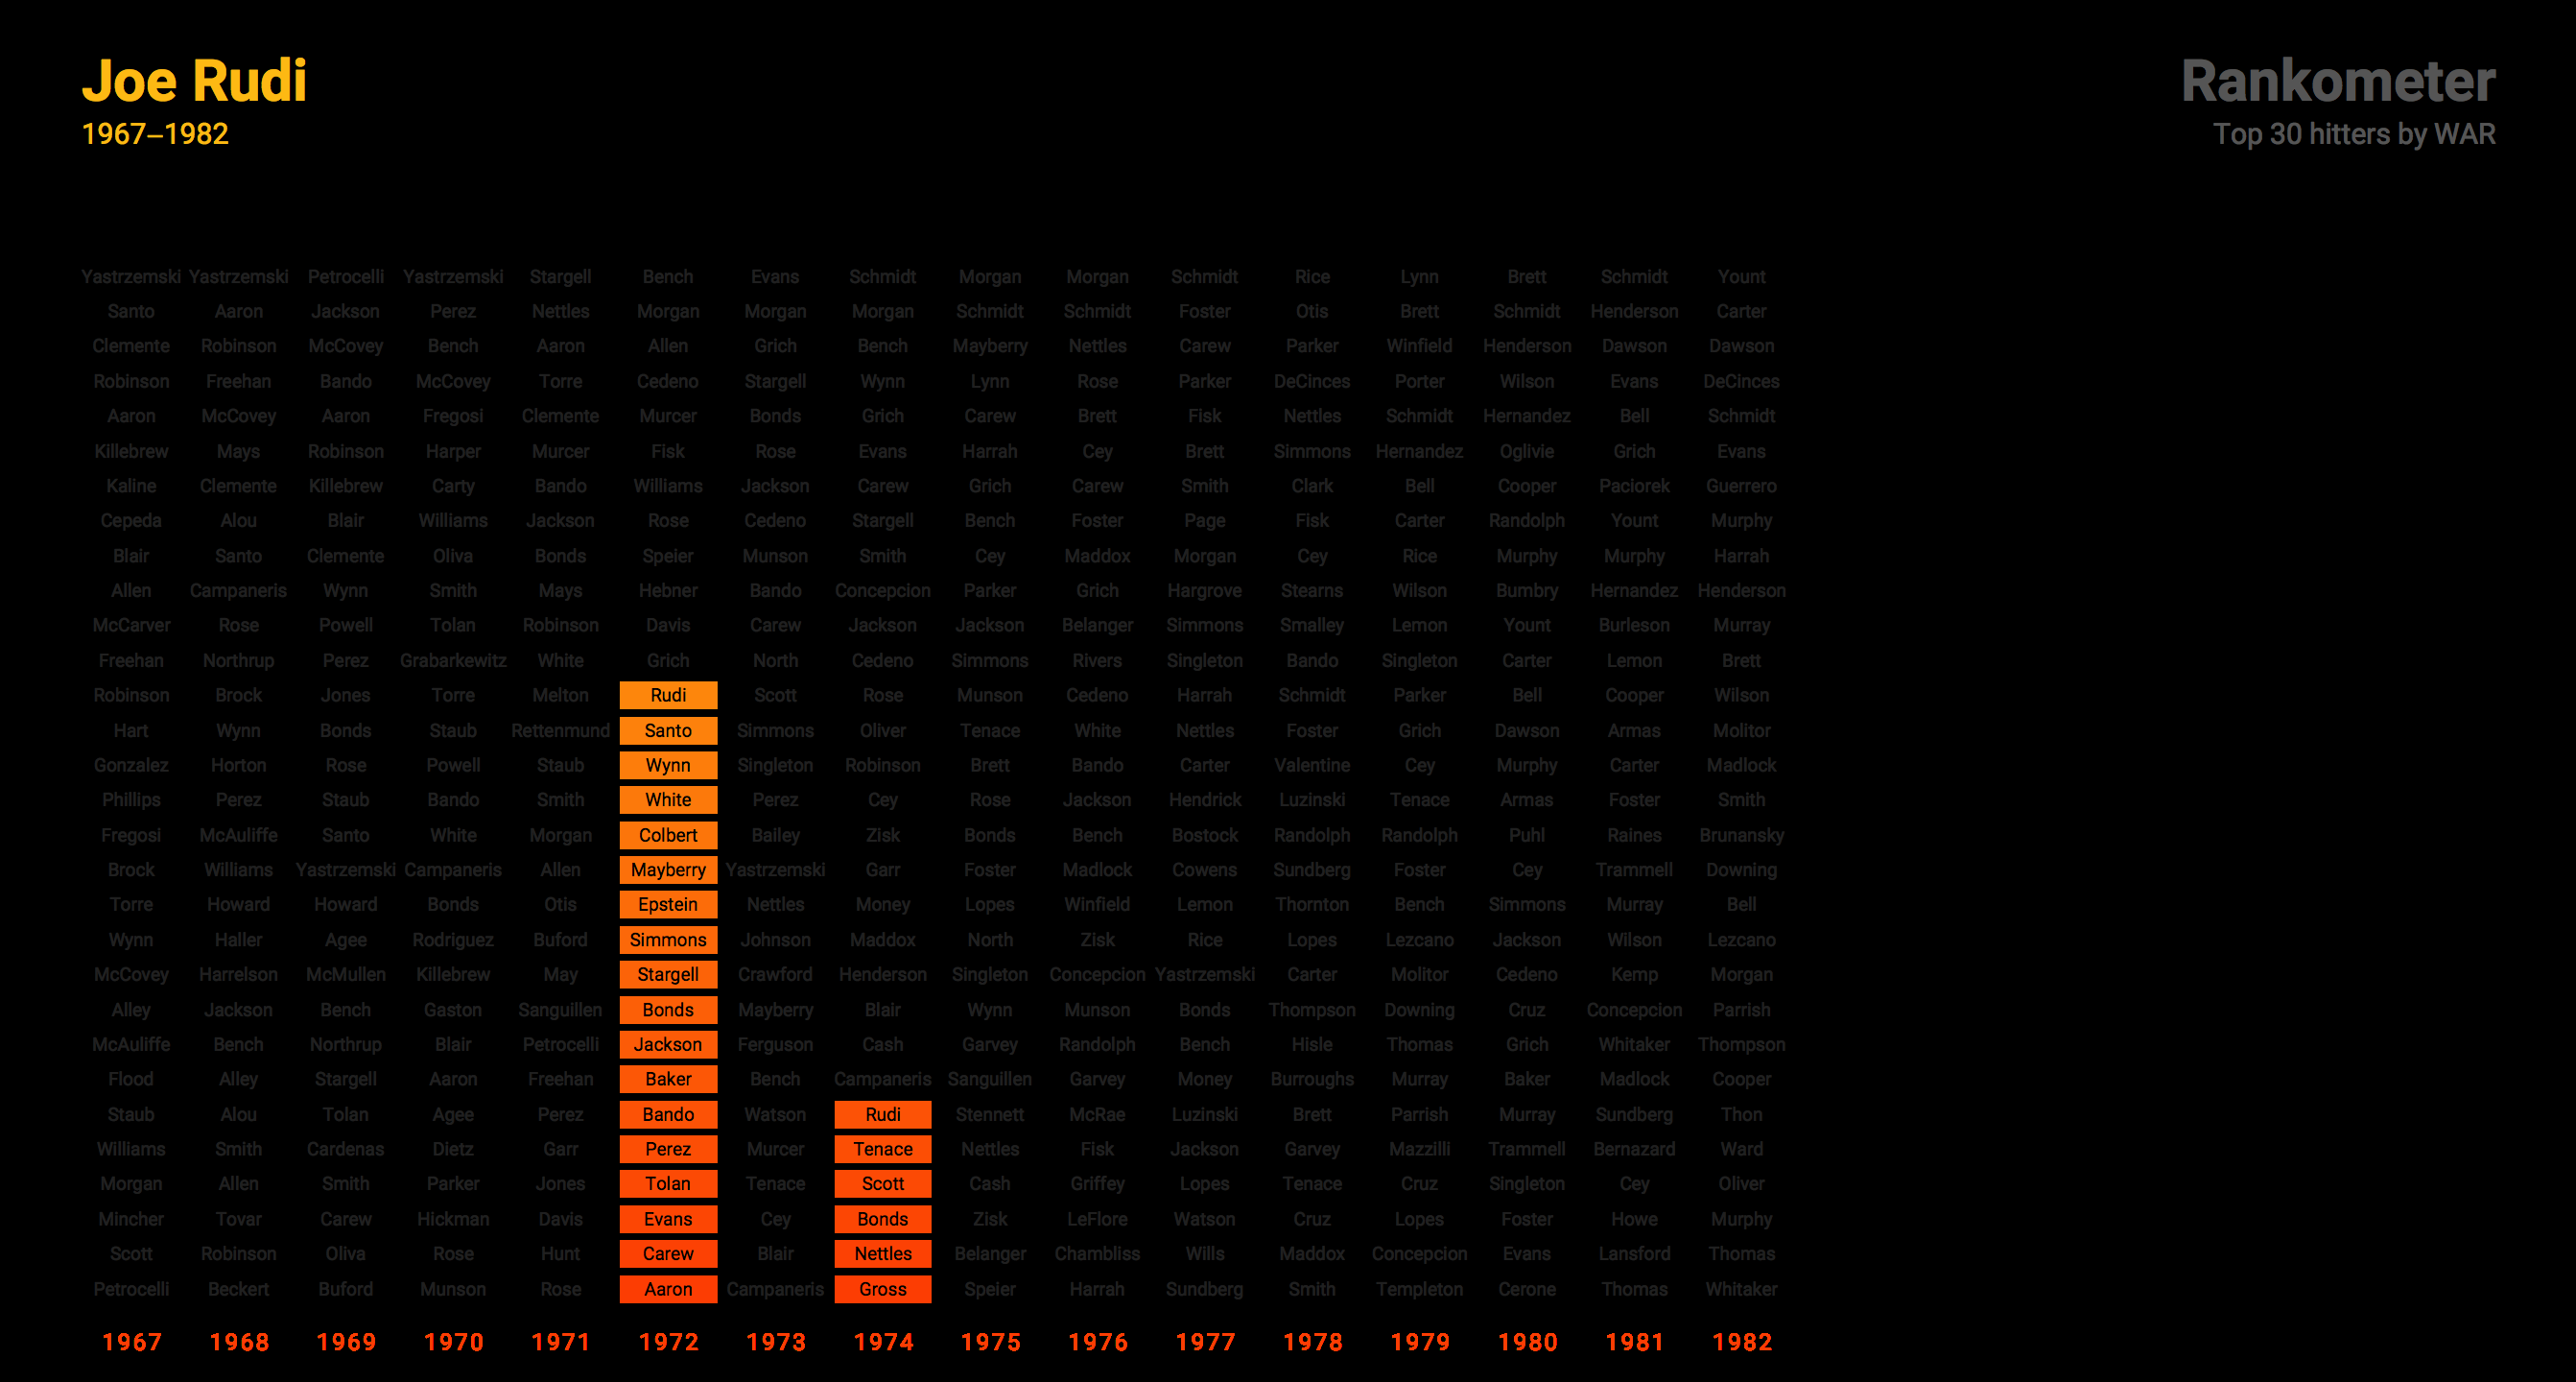 Joe Rudi
1967–1982
Rankometer
Top 30 hitters by WAR
Yastrzemski Yastrzemski Petrocelli Yastrzemski Stargell Bench Evans Schmidt Morgan Morgan Schmidt Rice Lynn Brett Schmidt Yount
Santo Aaron Jackson Perez Nettles Morgan Morgan Morgan Schmidt Schmidt Foster Otis Brett Schmidt Henderson Carter
Clemente Robinson McCovey Bench Aaron Allen Grich Bench Mayberry Nettles Carew Parker Winfield Henderson Dawson Dawson
Robinson Freehan Bando McCovey Torre Cedeno Stargell Wynn Lynn Rose Parker DeCinces Porter Wilson Evans DeCinces
Aaron McCovey Aaron Fregosi Clemente Murcer Bonds Grich Carew Brett Fisk Nettles Schmidt Hernandez Bell Schmidt
Killebrew Mays Robinson Harper Murcer Fisk Rose Evans Harrah Cey Brett Simmons Hernandez Oglivie Grich Evans
Kaline Clemente Killebrew Carty Bando Williams Jackson Carew Grich Carew Smith Clark Bell Cooper Paciorek Guerrero
Cepeda Alou Blair Williams Jackson Rose Cedeno Stargell Bench Foster Page Fisk Carter Randolph Yount Murphy
Blair Santo Clemente Oliva Bonds Speier Munson Smith Cey Maddox Morgan Cey Rice Murphy Murphy Harrah
Allen Campaneris Wynn Smith Mays Hebner Bando Concepcion Parker Grich Hargrove Stearns Wilson Bumbry Hernandez Henderson
McCarver Rose Powell Tolan Robinson Davis Carew Jackson Jackson Belanger Simmons Smalley Lemon Yount Burleson Murray
Freehan Northrup Perez Grabarkewitz White Grich North Cedeno Simmons Rivers Singleton Bando Singleton Carter Lemon Brett
Robinson Brock Jones Torre Melton Rudi Scott Rose Munson Cedeno Harrah Schmidt Parker Bell Cooper Wilson
Hart Wynn Bonds Staub Rettenmund Santo Simmons Oliver Tenace White Nettles Foster Grich Dawson Armas Molitor
Gonzalez Horton Rose Powell Staub Wynn Singleton Robinson Brett Bando Carter Valentine Cey Murphy Carter Madlock
Phillips Perez Staub Bando Smith White Perez Cey Rose Jackson Hendrick Luzinski Tenace Armas Foster Smith
Fregosi McAuliffe Santo White Morgan Colbert Bailey Zisk Bonds Bench Bostock Randolph Randolph Puhl Raines Brunansky
Brock Williams Yastrzemski Campaneris Allen Mayberry Yastrzemski Garr Foster Madlock Cowens Sundberg Foster Cey Trammell Downing
Torre Howard Howard Bonds Otis Epstein Nettles Money Lopes Winfield Lemon Thornton Bench Simmons Murray Bell
Wynn Haller Agee Rodriguez Buford Simmons Johnson Maddox North Zisk Rice Lopes Lezcano Jackson Wilson Lezcano
McCovey Harrelson McMullen Killebrew May Stargell Crawford Henderson Singleton Concepcion Yastrzemski Carter Molitor Cedeno Kemp Morgan
Alley Jackson Bench Gaston Sanguillen Bonds Mayberry Blair Wynn Munson Bonds Thompson Downing Cruz Concepcion Parrish
McAuliffe Bench Northrup Blair Petrocelli Jackson Ferguson Cash Garvey Randolph Bench Hisle Thomas Grich Whitaker Thompson
Flood Alley Stargell Aaron Freehan Baker Bench Campaneris Sanguillen Garvey Money Burroughs Murray Baker Madlock Cooper
Staub Alou Tolan Agee Perez Bando Watson Rudi Stennett McRae Luzinski Brett Parrish Murray Sundberg Thon
Williams Smith Cardenas Dietz Garr Perez Murcer Tenace Nettles Fisk Jackson Garvey Mazzilli Trammell Bernazard Ward
Morgan Allen Smith Parker Jones Tolan Tenace Scott Cash Griffey Lopes Tenace Cruz Singleton Cey Oliver
Mincher Tovar Carew Hickman Davis Evans Cey Bonds Zisk LeFlore Watson Cruz Lopes Foster Howe Murphy
Scott Robinson Oliva Rose Hunt Carew Blair Nettles Belanger Chambliss Wills Maddox Concepcion Evans Lansford Thomas
Petrocelli Beckert Buford Munson Rose Aaron Campaneris Gross Speier Harrah Sundberg Smith Templeton Cerone Thomas Whitaker
1967 1968 1969 1970 1971 1972 1973 1974 1975 1976 1977 1978 1979 1980 1981 1982